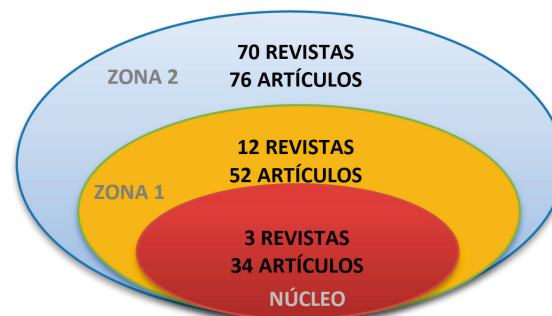 70 REVISTAS
ZONA 2
76 ARTÍCULOS
12 REVISTAS
52 ARTÍCULOS
ZONA 1
3 REVISTAS
34 ARTÍCULOS
NÚCLEO